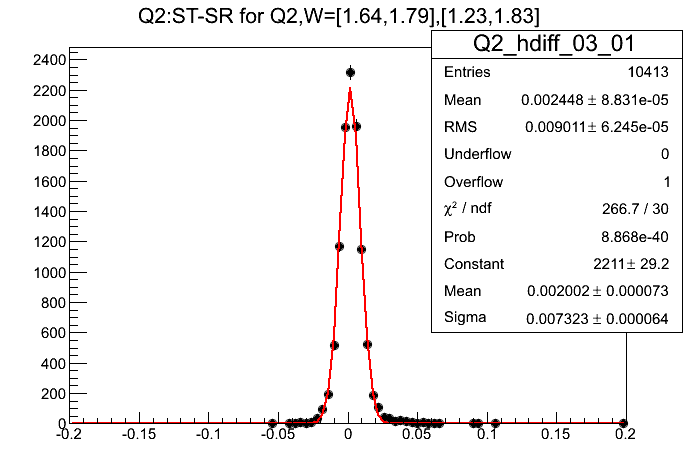 Q2:ST-SR for Q2,W=[1.64,1.79],[1.23,1.83]
Q2_hdiff_03_01
Entries 10413
Mean 0.002448 ± 8.831e-05
RMS 0.009011 ± 6.245e-05
Underflow 0
Overflow 1
χ² / ndf 266.7 / 30
Prob 8.868e-40
Constant 2211 ± 29.2
Mean 0.002002 ± 0.000073
Sigma 0.007323 ± 0.000064
2400
2200
2000
1800
1600
1400
1200
1000
800
600
400
200
0
-0.2 -0.15 -0.1 -0.05 0 0.05 0.1 0.15 0.2